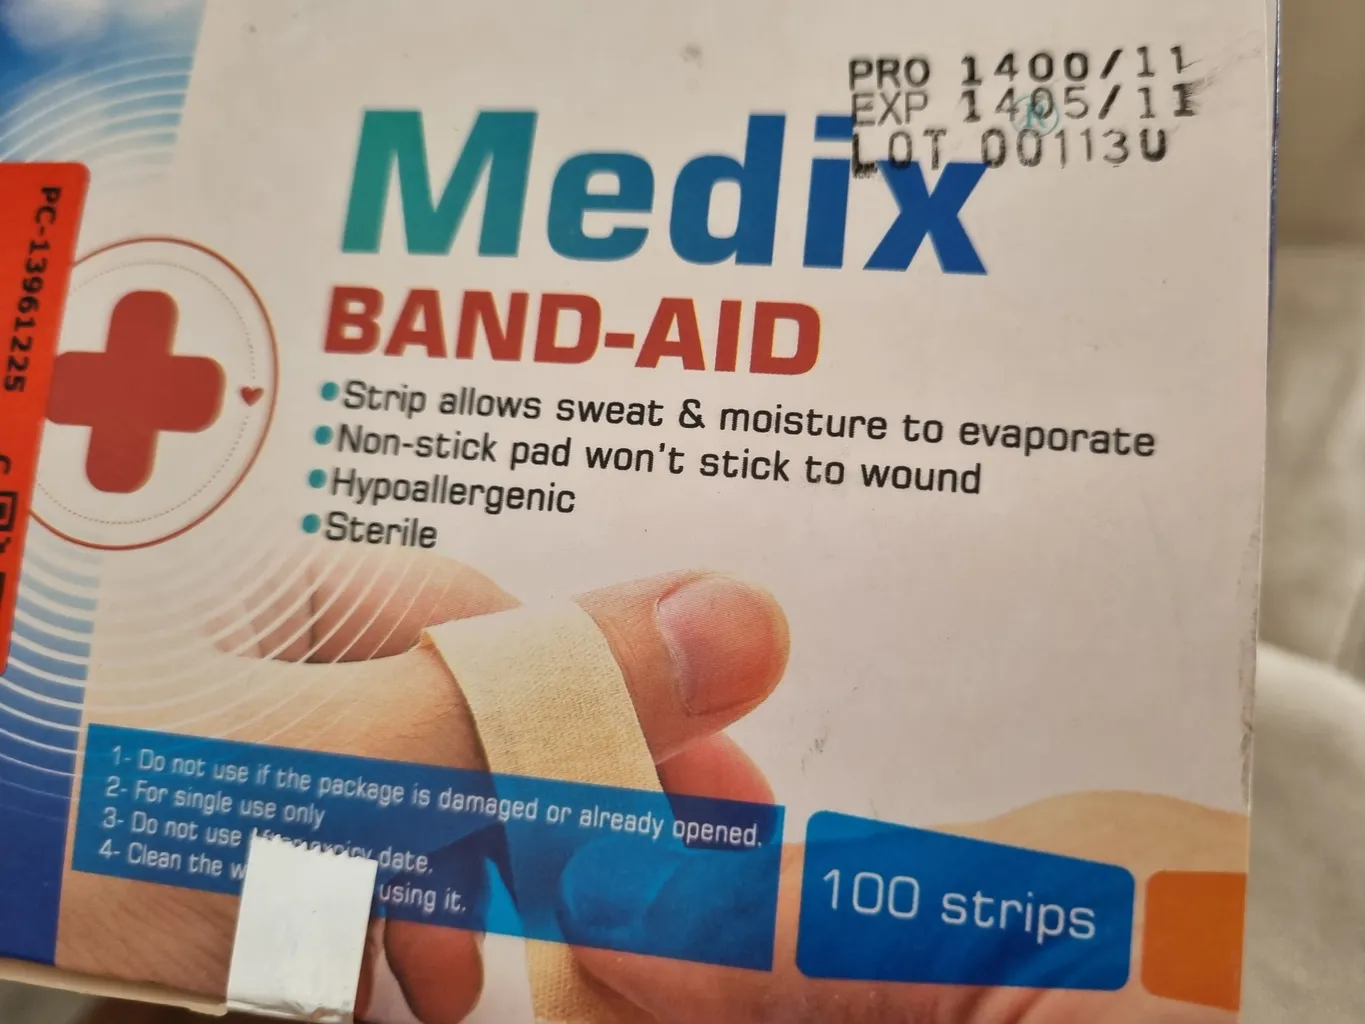 PRO 1400/11
EXP 1405/11
LOT 00113U
Medix
BAND-AID
Strip allows sweat & moisture to evaporate
Non-stick pad won't stick to wound
Hypoallergenic
Sterile
PC-13961225
1- Do not use if the package is damaged or already opened.
2- For single use only
3- Do not use after expiry date.
4- Clean the using it.
100 strips